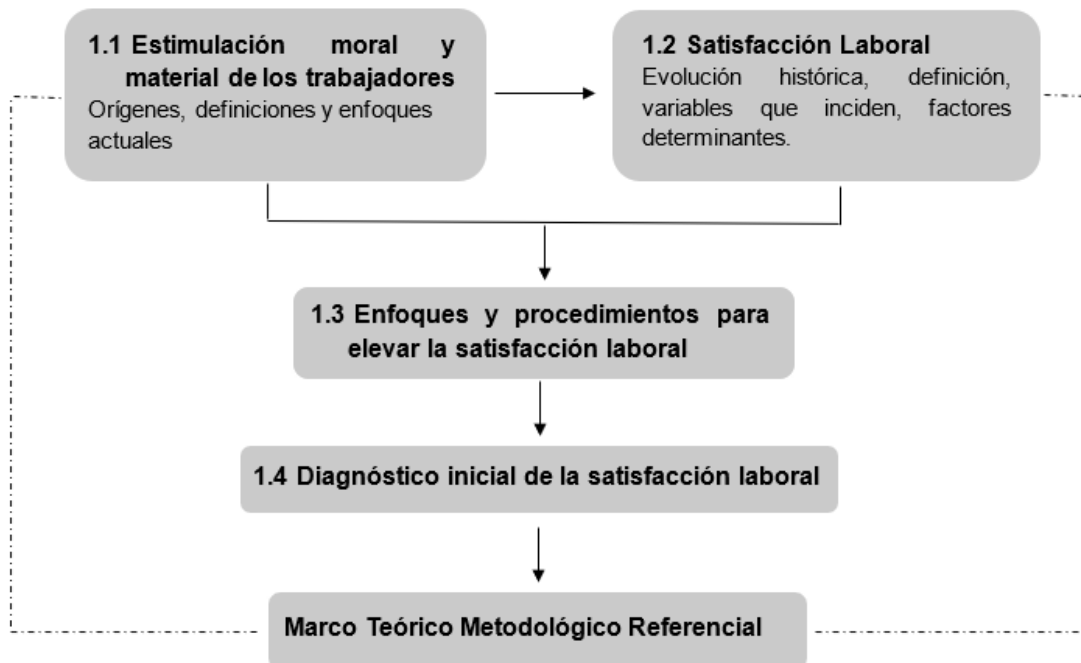 1.1 Estimulación moral y
material de los trabajadores
Orígenes, definiciones y enfoques
actuales
1.2 Satisfacción Laboral
Evolución histórica, definición,
variables que inciden, factores
determinantes.
1.3 Enfoques y procedimientos para
elevar la satisfacción laboral
1.4 Diagnóstico inicial de la satisfacción laboral
Marco Teórico Metodológico Referencial